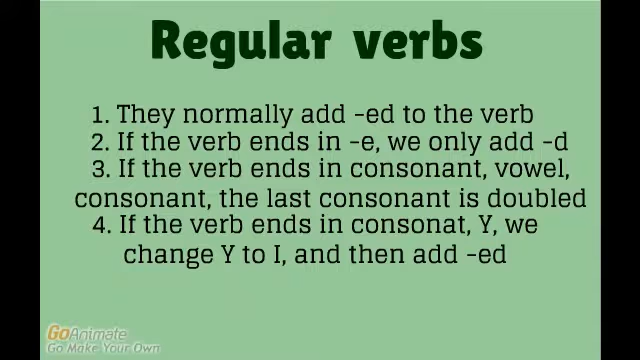 Regular verbs
1. They normally add -ed to the verb
2. If the verb ends in -e, we only add -d
3. If the verb ends in consonant, vowel,
consonant, the last consonant is doubled
4. If the verb ends in consonat, Y, we
change Y to I, and then add -ed
GoAnimate
Go Make Your Own